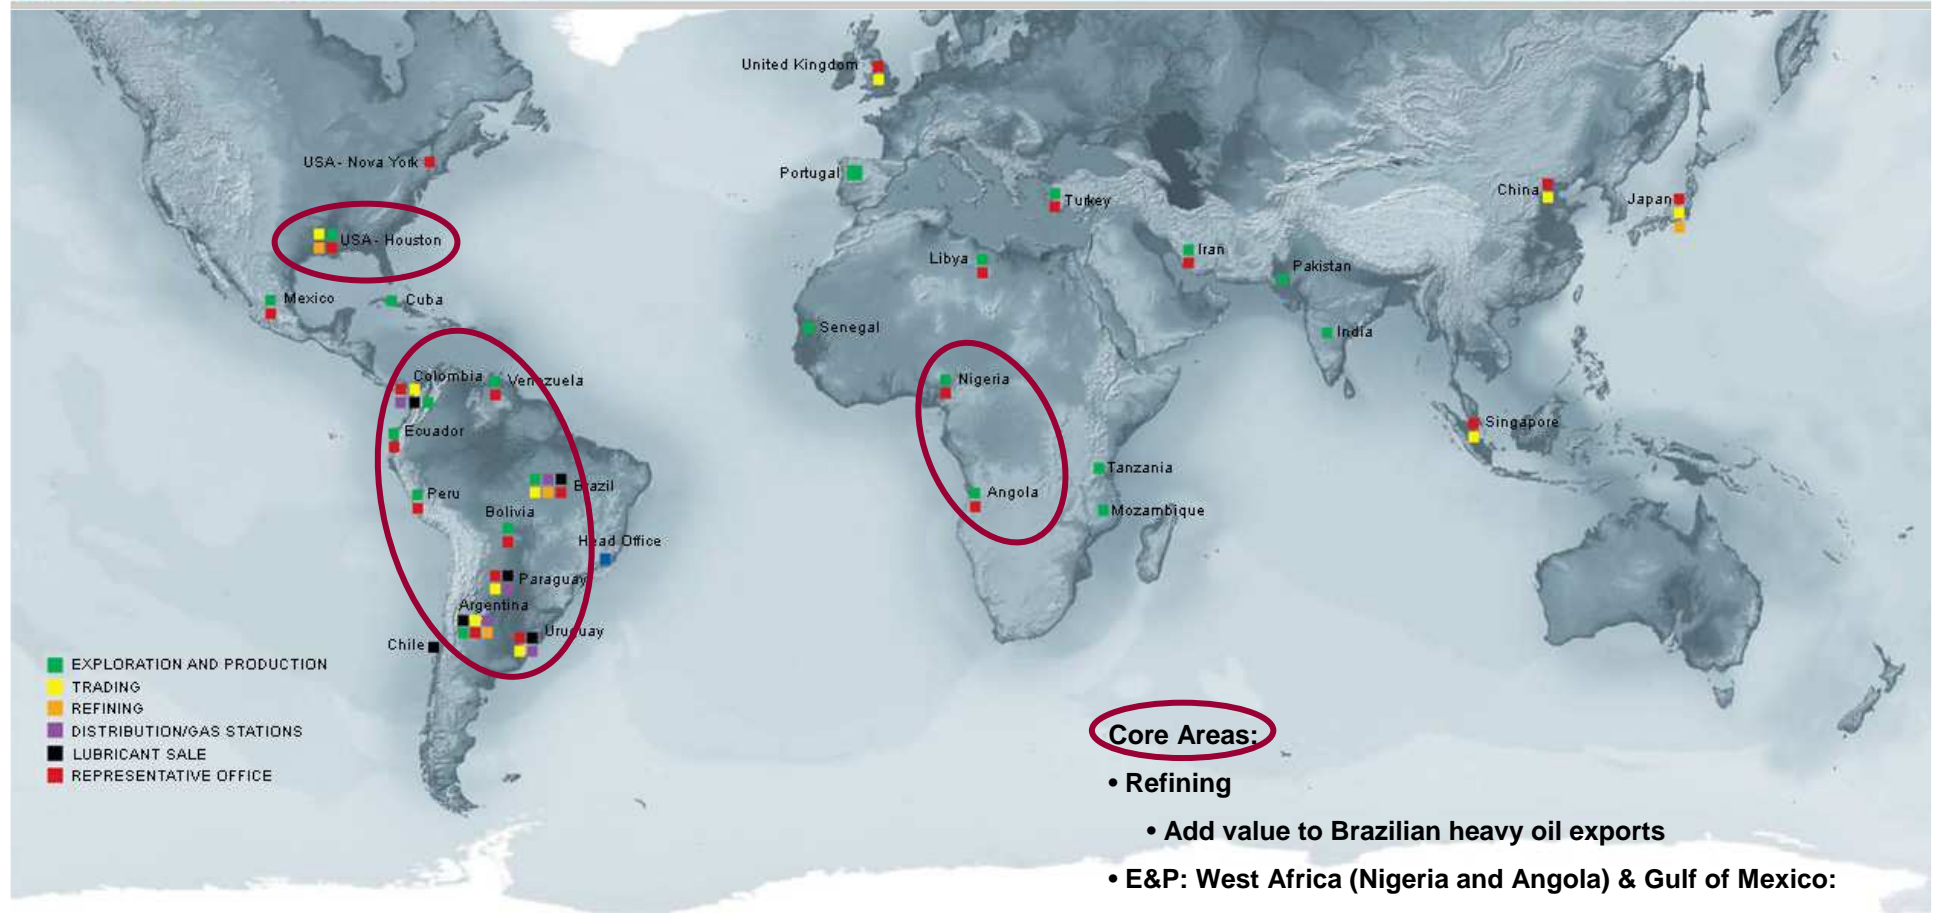 United Kingdom
USA- Nova York
Portugal
China
Japan
Turkey
USA- Houston
Libya
Iran
Pakistan
Mexico
Cuba
Senegal
India
Colombia
Venezuela
Nigeria
Ecuador
Singapore
Tanzania
Brazil
Peru
Angola
Bolivia
Mozambique
Head Office
Paraguay
Argentina
Uruguay
Chile
EXPLORATION AND PRODUCTION
TRADING
REFINING
DISTRIBUTION/GAS STATIONS
LUBRICANT SALE
REPRESENTATIVE OFFICE
Core Areas:
• Refining
• Add value to Brazilian heavy oil exports
• E&P: West Africa (Nigeria and Angola) & Gulf of Mexico: